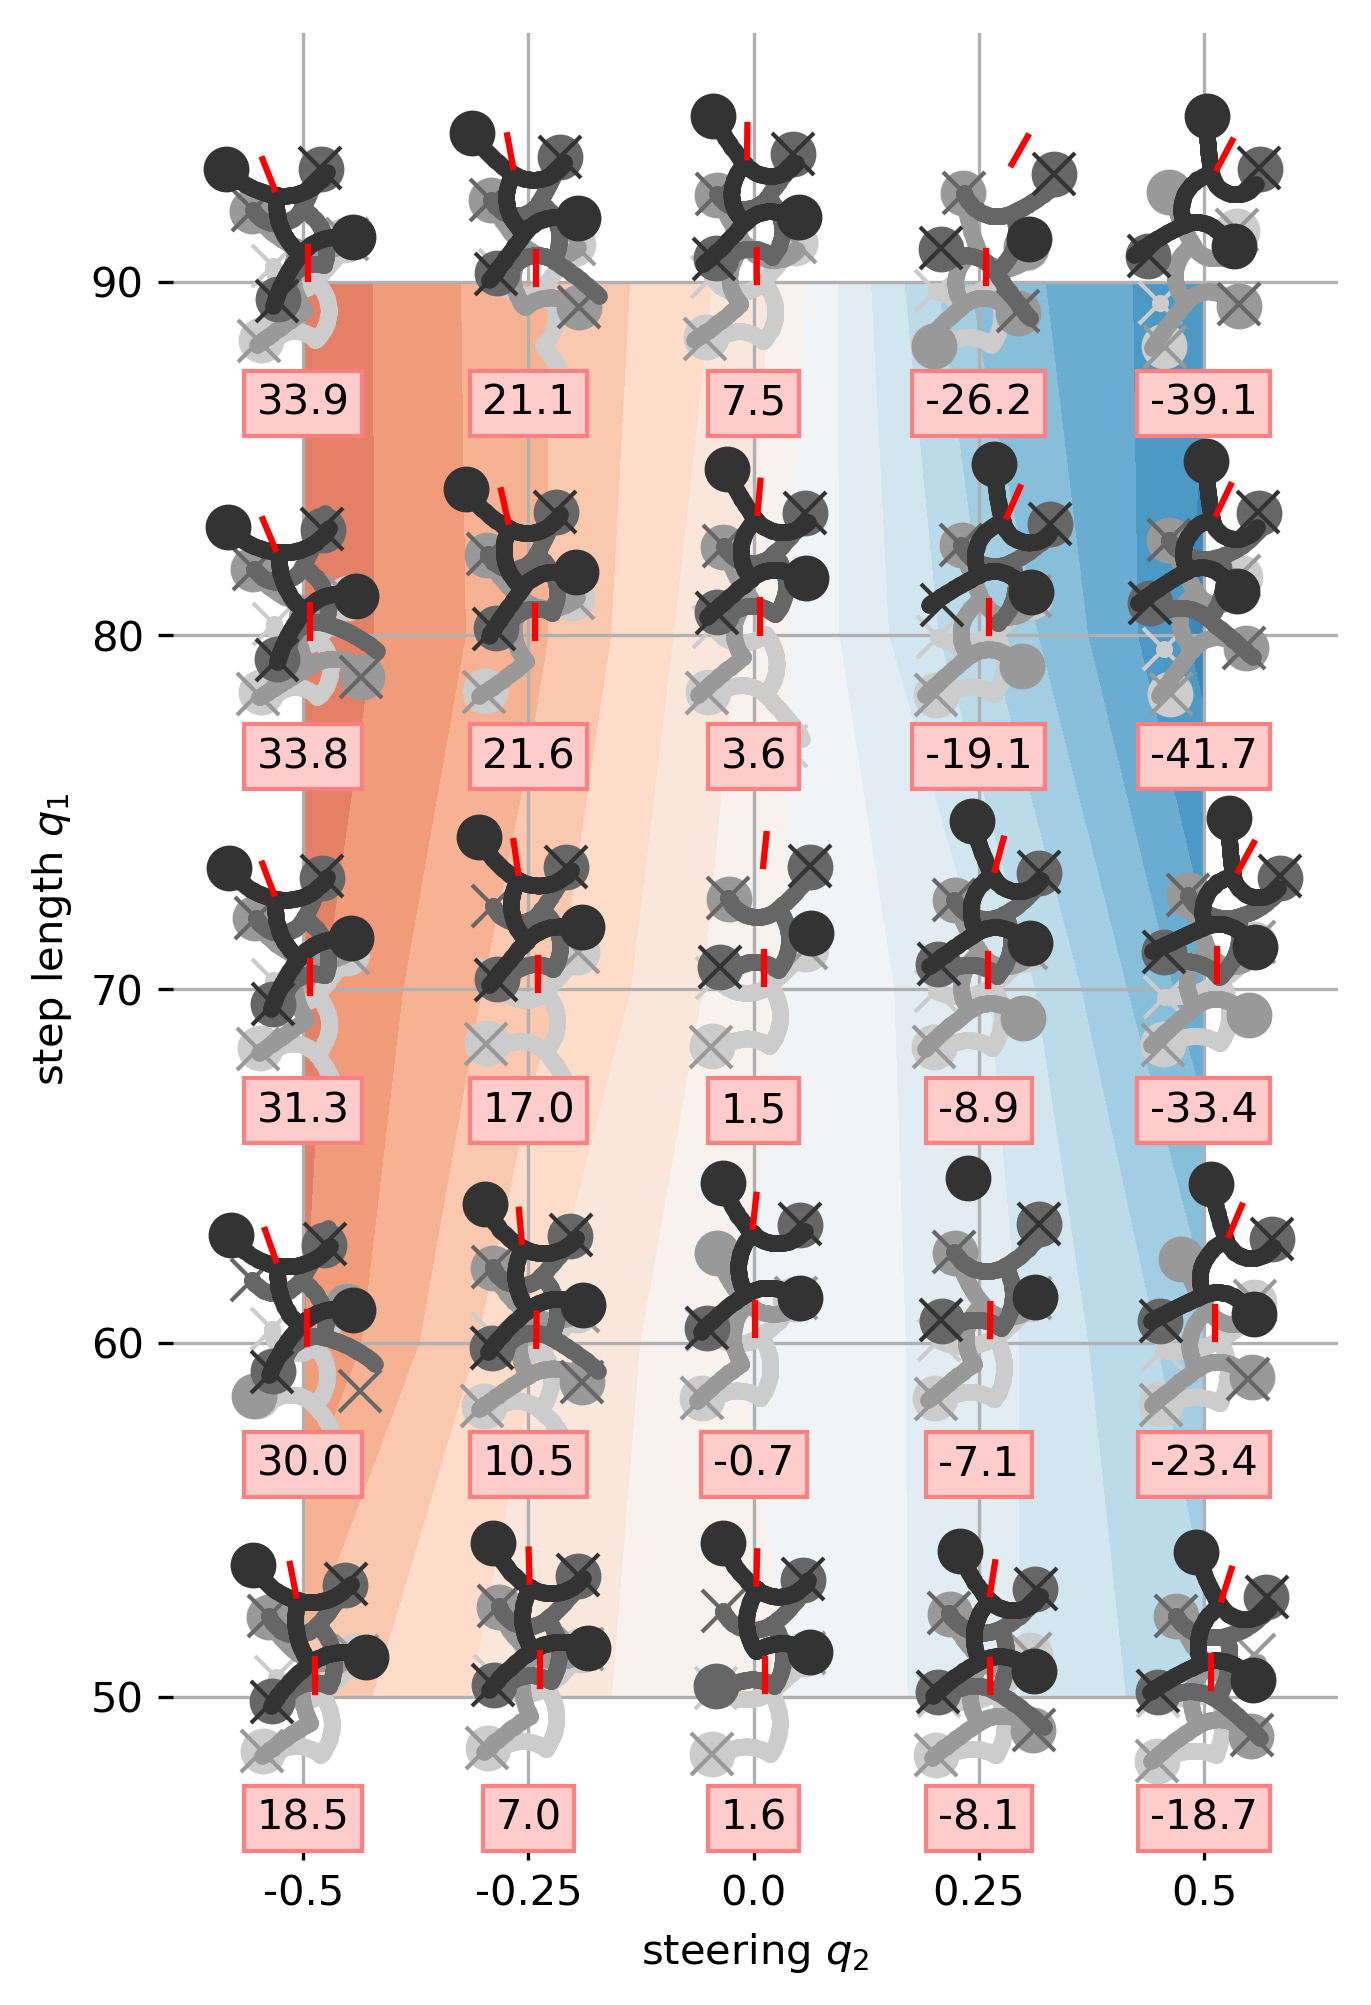 90
33.9 21.1 7.5 -26.2 -39.1
80
33.8 21.6 3.6 -19.1 -41.7
step length q₁
70
31.3 17.0 1.5 -8.9 -33.4
60
30.0 10.5 -0.7 -7.1 -23.4
50
18.5 7.0 1.6 -8.1 -18.7
-0.5 -0.25 0.0 0.25 0.5
steering q₂